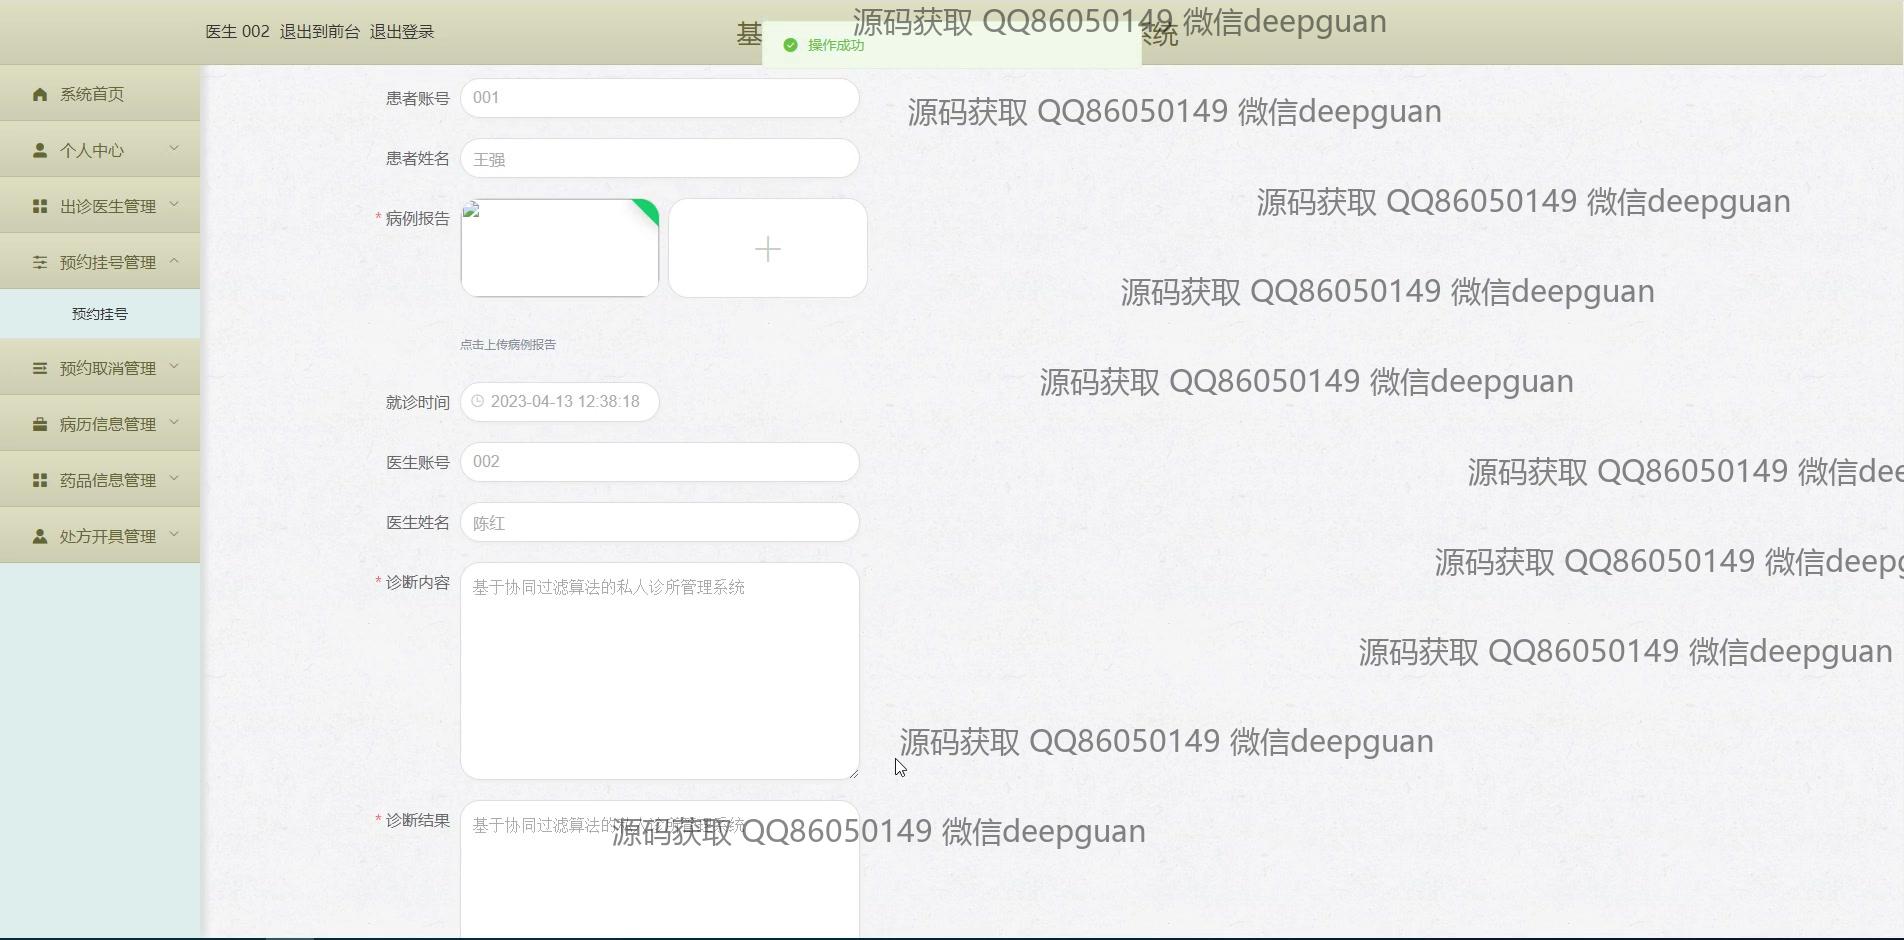 医生 002 退出到前台 退出登录
基
系统
操作成功
源码获取 QQ86050149 微信deepguan
系统首页
个人中心
出诊医生管理
预约挂号管理
预约挂号
预约取消管理
病历信息管理
药品信息管理
处方开具管理
患者账号 001
源码获取 QQ86050149 微信deepguan
患者姓名 王强
源码获取 QQ86050149 微信deepguan
* 病例报告
源码获取 QQ86050149 微信deepguan
点击上传病例报告
源码获取 QQ86050149 微信deepguan
就诊时间 2023-04-13 12:38:18
医生账号 002
源码获取 QQ86050149 微信dee
医生姓名 陈红
源码获取 QQ86050149 微信deepg
* 诊断内容 基于协同过滤算法的私人诊所管理系统
源码获取 QQ86050149 微信deepguan
源码获取 QQ86050149 微信deepguan
* 诊断结果 基于协同过滤算法的私人诊所管理系统
源码获取 QQ86050149 微信deepguan